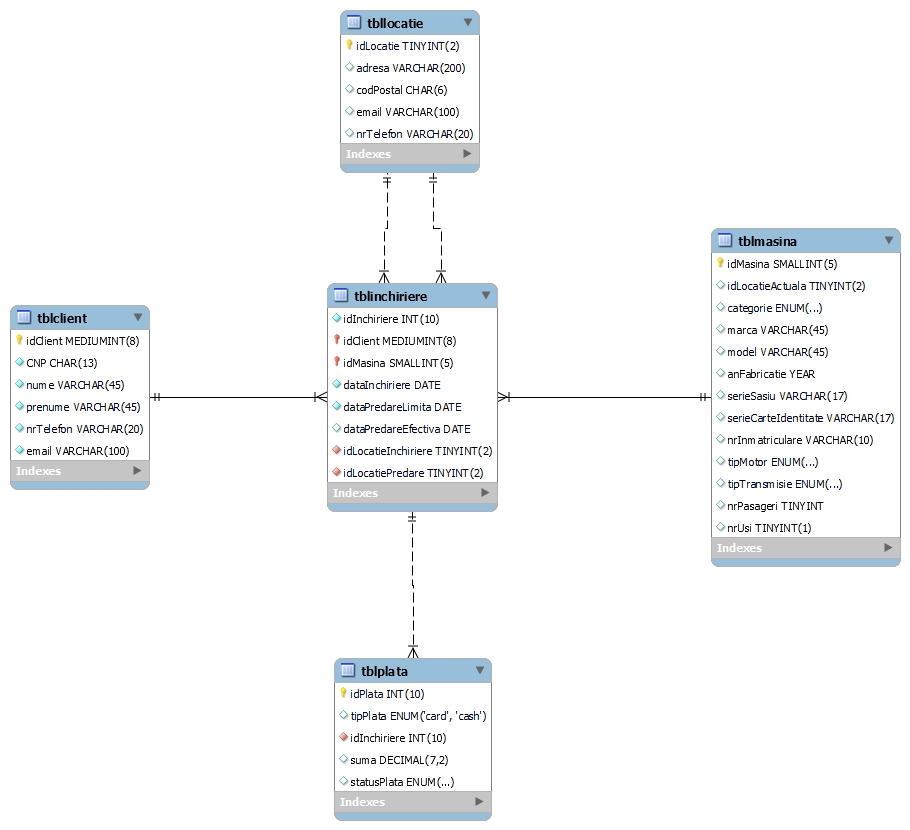 tbllocatie
idLocatie TINYINT(2)
adresa VARCHAR(200)
codPostal CHAR(6)
email VARCHAR(100)
nrTelefon VARCHAR(20)
Indexes
tblclient
idClient MEDIUMINT(8)
CNP CHAR(13)
nume VARCHAR(45)
prenume VARCHAR(45)
nrTelefon VARCHAR(20)
email VARCHAR(100)
Indexes
tblinchiriere
idInchiriere INT(10)
idClient MEDIUMINT(8)
idMasina SMALLINT(5)
dataInchiriere DATE
dataPredareLimita DATE
dataPredareEfectiva DATE
idLocatieInchiriere TINYINT(2)
idLocatiePredare TINYINT(2)
Indexes
tblmasina
idMasina SMALLINT(5)
idLocatieActuala TINYINT(2)
categorie ENUM(...)
marca VARCHAR(45)
model VARCHAR(45)
anFabricatie YEAR
serieSasiu VARCHAR(17)
serieCarteIdentitate VARCHAR(17)
nrInmatriculare VARCHAR(10)
tipMotor ENUM(...)
tipTransmisie ENUM(...)
nrPasageri TINYINT
nrUsi TINYINT(1)
Indexes
tblplata
idPlata INT(10)
tipPlata ENUM('card', 'cash')
idInchiriere INT(10)
suma DECIMAL(7,2)
statusPlata ENUM(...)
Indexes